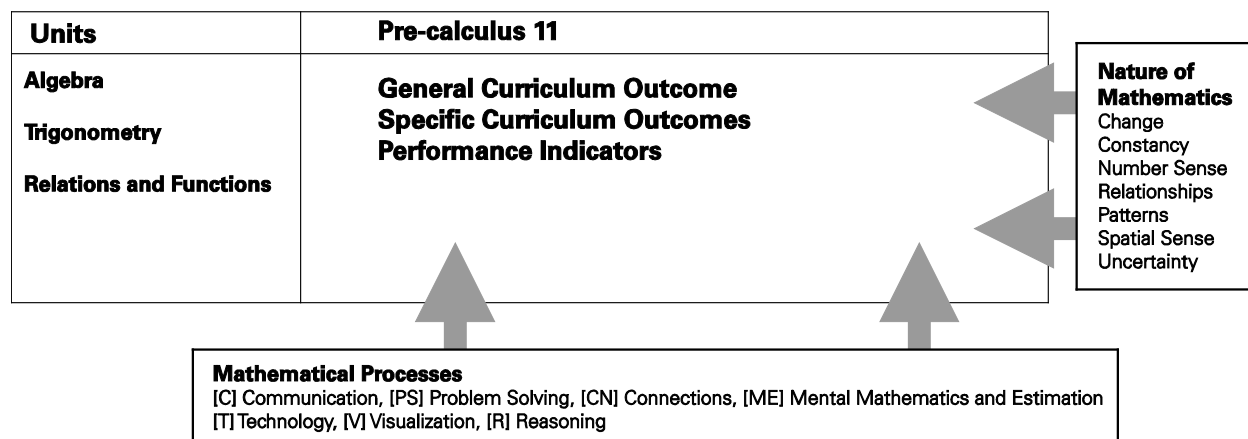 Units
Pre-calculus 11
Algebra
Trigonometry
Relations and Functions
General Curriculum Outcome
Specific Curriculum Outcomes
Performance Indicators
Nature of
Mathematics
Change
Constancy
Number Sense
Relationships
Patterns
Spatial Sense
Uncertainty
Mathematical Processes
[C] Communication, [PS] Problem Solving, [CN] Connections, [ME] Mental Mathematics and Estimation
[T] Technology, [V] Visualization, [R] Reasoning